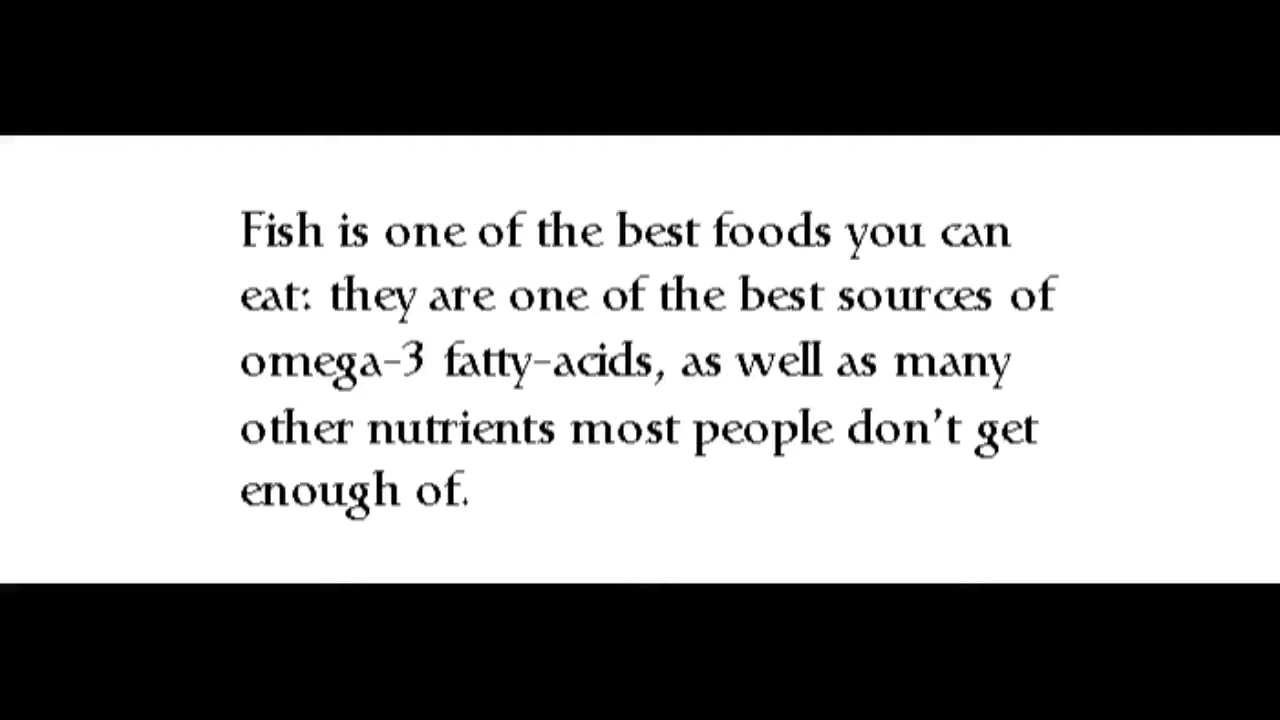 Fish is one of the best foods you can
eat: they are one of the best sources of
omega-3 fatty-acids, as well as many
other nutrients most people don't get
enough of.